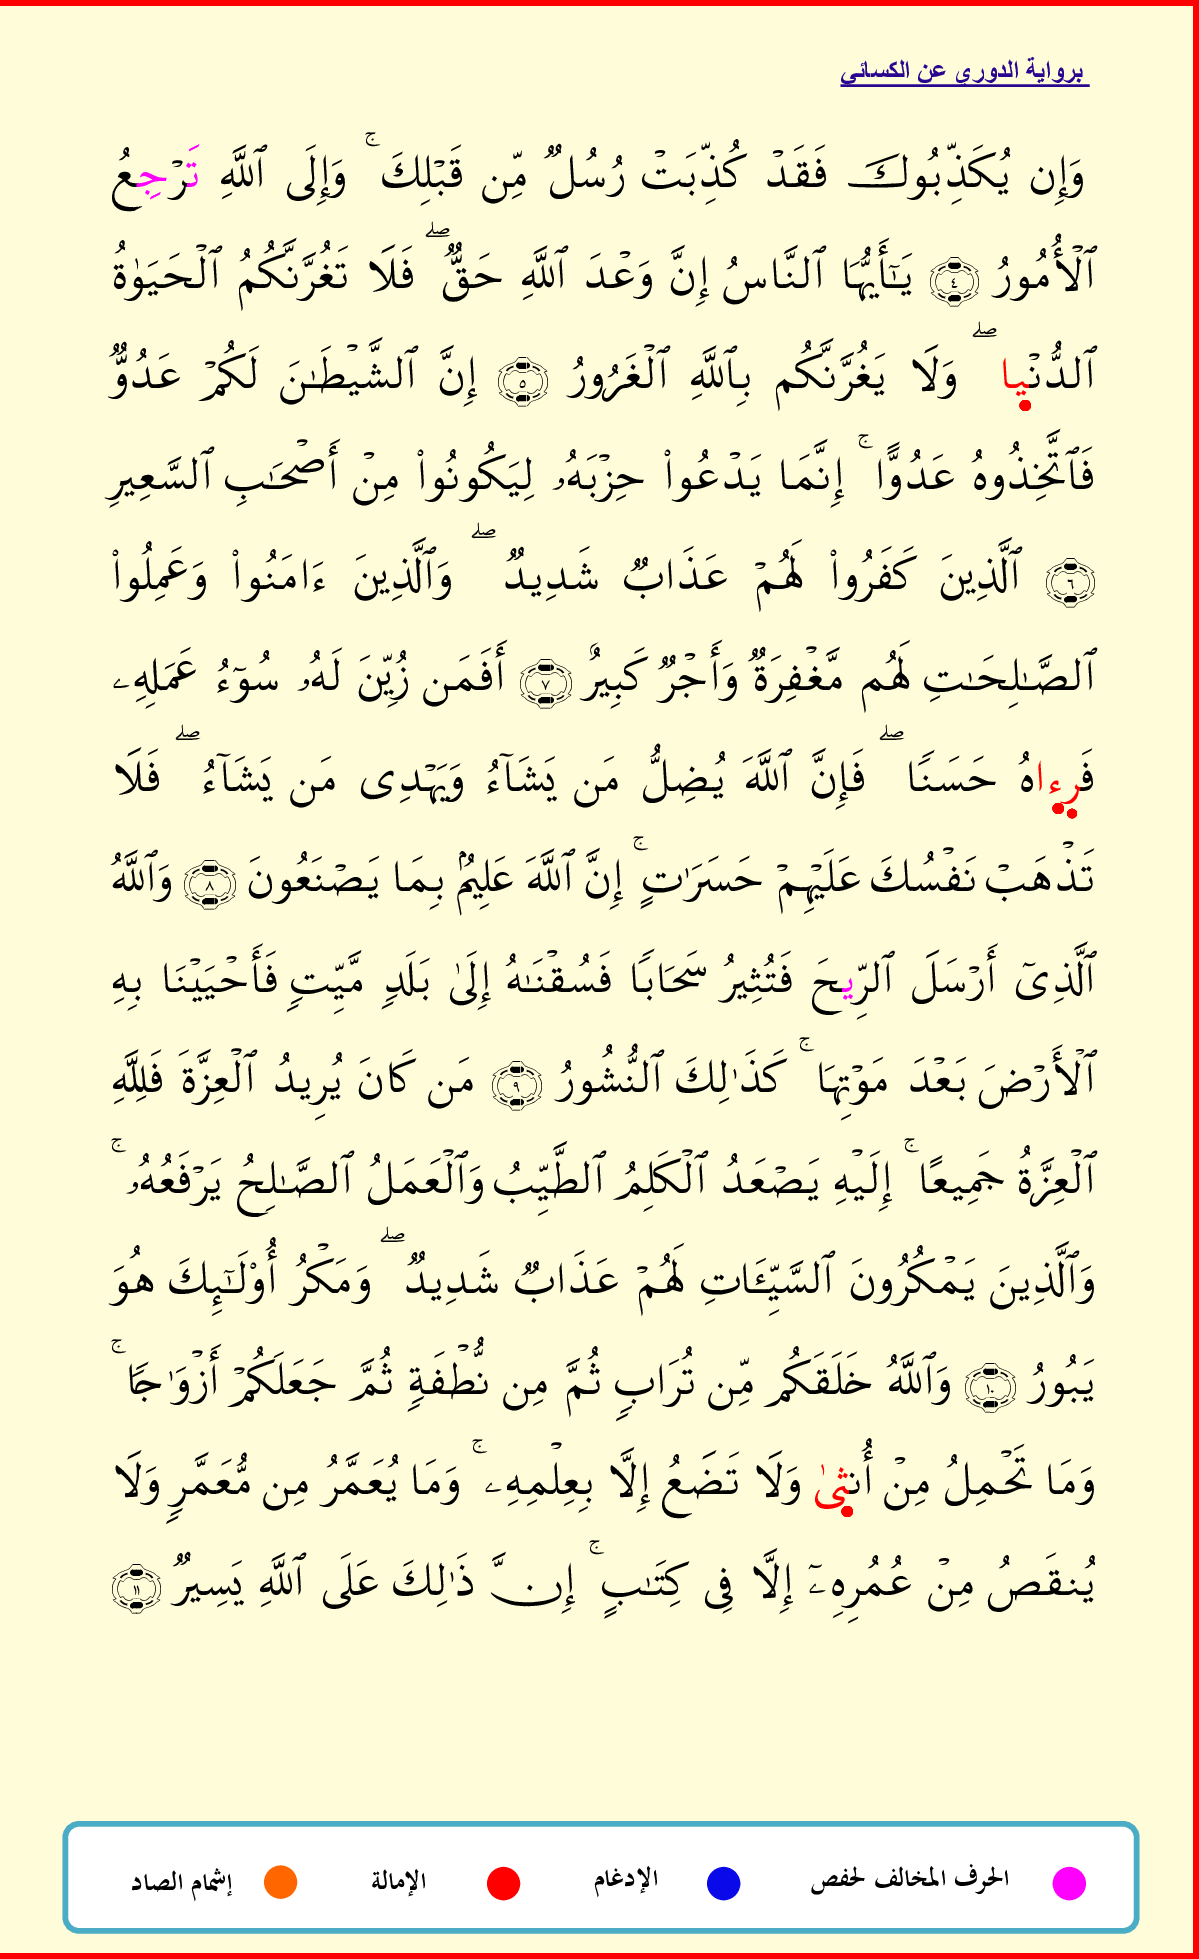 برواية الدوري عن الكسائي
وَإِن يُكَذِّبُوكَ فَقَدۡ كُذِّبَتۡ رُسُلٞ مِّن قَبۡلِكَۚ وَإِلَى ٱللَّهِ تَرۡجِعُ
ٱلۡأُمُورُ ٤ يَٰٓأَيُّهَا ٱلنَّاسُ إِنَّ وَعۡدَ ٱللَّهِ حَقّٞۖ فَلَا تَغُرَّنَّكُمُ ٱلۡحَيَوٰةُ
ٱلدُّنۡيا ۖ وَلَا يَغُرَّنَّكُم بِٱللَّهِ ٱلۡغَرُورُ ٥ إِنَّ ٱلشَّيۡطَٰنَ لَكُمۡ عَدُوّٞ
فَٱتَّخِذُوهُ عَدُوًّاۚ إِنَّمَا يَدۡعُواْ حِزۡبَهُۥ لِيَكُونُواْ مِنۡ أَصۡحَٰبِ ٱلسَّعِيرِ
٦ ٱلَّذِينَ كَفَرُواْ لَهُمۡ عَذَابٞ شَدِيدٞۖ وَٱلَّذِينَ ءَامَنُواْ وَعَمِلُواْ
ٱلصَّٰلِحَٰتِ لَهُم مَّغۡفِرَةٞ وَأَجۡرٞ كَبِيرٌ ٧ أَفَمَن زُيِّنَ لَهُۥ سُوٓءُ عَمَلِهِۦ
فَرِءاهُ حَسَنٗاۖ فَإِنَّ ٱللَّهَ يُضِلُّ مَن يَشَآءُ وَيَهۡدِي مَن يَشَآءُۖ فَلَا
تَذۡهَبۡ نَفۡسُكَ عَلَيۡهِمۡ حَسَرَٰتٍۚ إِنَّ ٱللَّهَ عَلِيمُۢ بِمَا يَصۡنَعُونَ ٨ وَٱللَّهُ
ٱلَّذِيٓ أَرۡسَلَ ٱلرِّيحَ فَتُثِيرُ سَحَابٗا فَسُقۡنَٰهُ إِلَىٰ بَلَدٖ مَّيِّتٖ فَأَحۡيَيۡنَا بِهِ
ٱلۡأَرۡضَ بَعۡدَ مَوۡتِهَاۚ كَذَٰلِكَ ٱلنُّشُورُ ٩ مَن كَانَ يُرِيدُ ٱلۡعِزَّةَ فَلِلَّهِ
ٱلۡعِزَّةُ جَمِيعًاۚ إِلَيۡهِ يَصۡعَدُ ٱلۡكَلِمُ ٱلطَّيِّبُ وَٱلۡعَمَلُ ٱلصَّٰلِحُ يَرۡفَعُهُۥۚ
وَٱلَّذِينَ يَمۡكُرُونَ ٱلسَّيِّـَٔاتِ لَهُمۡ عَذَابٞ شَدِيدٞۖ وَمَكۡرُ أُوْلَٰٓئِكَ هُوَ
يَبُورُ ١٠ وَٱللَّهُ خَلَقَكُم مِّن تُرَابٖ ثُمَّ مِن نُّطۡفَةٖ ثُمَّ جَعَلَكُمۡ أَزۡوَٰجٗاۚ
وَمَا تَحۡمِلُ مِنۡ أُنثىٰ وَلَا تَضَعُ إِلَّا بِعِلۡمِهِۦۚ وَمَا يُعَمَّرُ مِن مُّعَمَّرٖ وَلَا
يُنقَصُ مِنۡ عُمُرِهِۦٓ إِلَّا فِي كِتَٰبٍۚ إِنَّ ذَٰلِكَ عَلَى ٱللَّهِ يَسِيرٞ ١١
الحرف المخالف لحفص الإدغام الإمالة إشمام الصاد